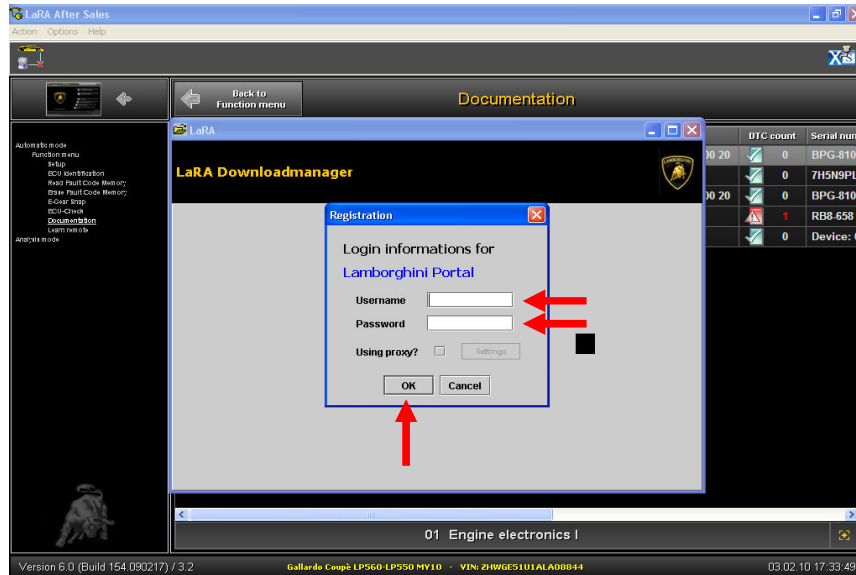 LaRA After Sales
Action Options Help
Back to
Function menu
Documentation
LaRA
DTC count Serial num
Automatic mode
Function menu
Setup
ECU Identification
Read Fault Code Memory
Erase Fault Code Memory
E-Gear Snap
ECU-Check
Documentation
Learn remote
Analysis mode
LaRA Downloadmanager
00 20 0 BPG-810
0 7H5N9PL
00 20 0 BPG-810
1 RB8-658
0 Device:
Registration
Login informations for
Lamborghini Portal
Username
Password
Using proxy? Settings
OK Cancel
01 Engine electronics I
Version 6.0 (Build 154.090217) / 3.2 Gallardo Coupè LP560-LP550 MY10 - VIN: ZHWGE51U1ALA08844 03.02.10 17:33:49